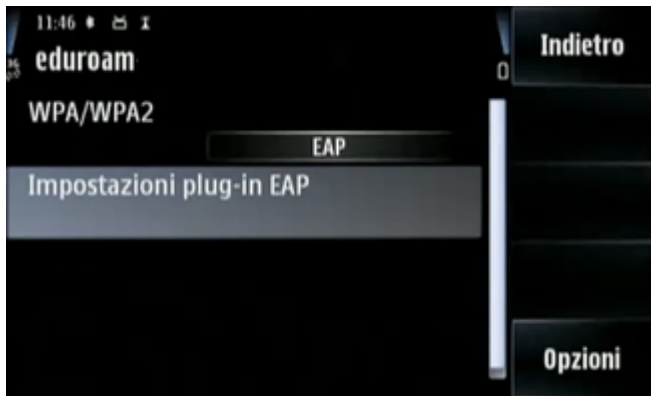 11:46
eduroam
Indietro
WPA/WPA2
EAP
Impostazioni plug-in EAP
Opzioni